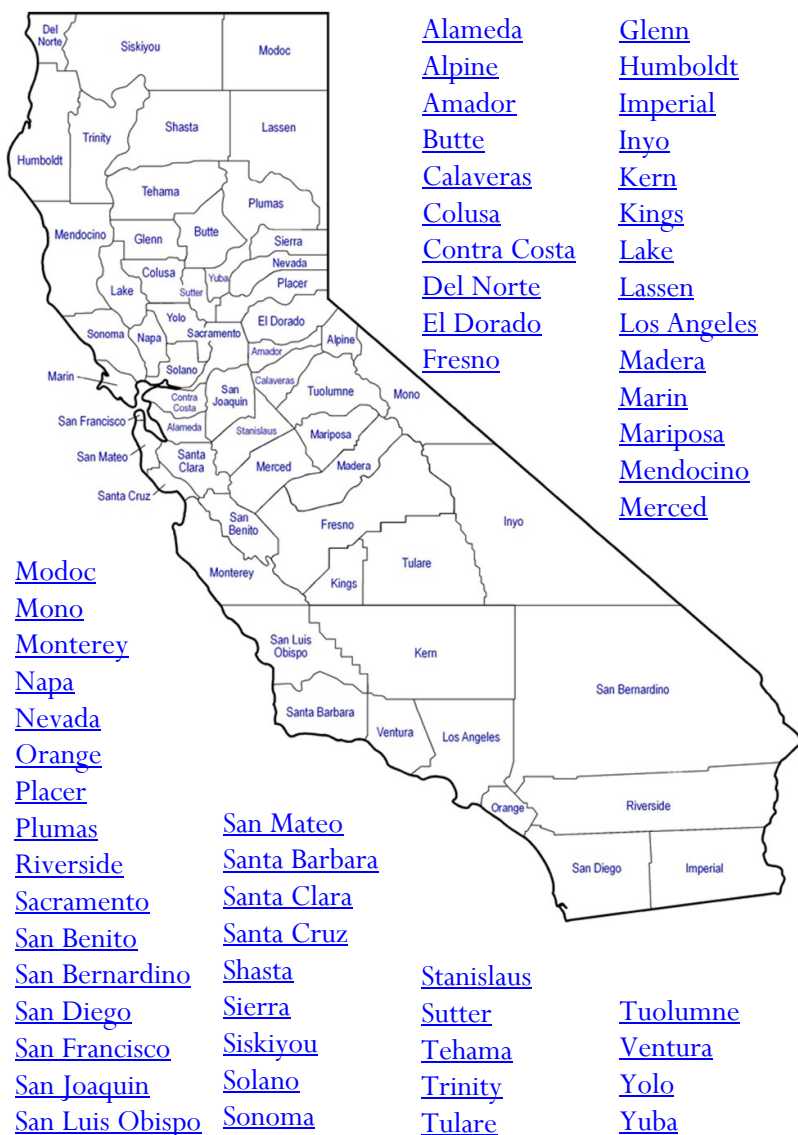 Del
Norte
Siskiyou
Modoc
Trinity
Shasta
Lassen
Humboldt
Tehama
Plumas
Mendocino
Glenn
Butte
Sierra
Nevada
Colusa
Yuba
Placer
Lake
Sutter
Yolo
El Dorado
Sonoma
Napa
Sacramento
Alpine
Amador
Solano
Marin
Calaveras
Tuolumne
Mono
San
Joaquin
Contra
Costa
San Francisco
Alameda
Stanislaus
Mariposa
San Mateo
Santa
Clara
Merced
Madera
Santa Cruz
San
Benito
Fresno
Inyo
Monterey
Kings
Tulare
San Luis
Obispo
Kern
San Bernardino
Santa Barbara
Ventura
Los Angeles
Orange
Riverside
San Diego
Imperial
Alameda
Alpine
Amador
Butte
Calaveras
Colusa
Contra Costa
Del Norte
El Dorado
Fresno
Glenn
Humboldt
Imperial
Inyo
Kern
Kings
Lake
Lassen
Los Angeles
Madera
Marin
Mariposa
Mendocino
Merced
Modoc
Mono
Monterey
Napa
Nevada
Orange
Placer
Plumas
Riverside
Sacramento
San Benito
San Bernardino
San Diego
San Francisco
San Joaquin
San Luis Obispo
San Mateo
Santa Barbara
Santa Clara
Santa Cruz
Shasta
Sierra
Siskiyou
Solano
Sonoma
Stanislaus
Sutter
Tehama
Trinity
Tulare
Tuolumne
Ventura
Yolo
Yuba